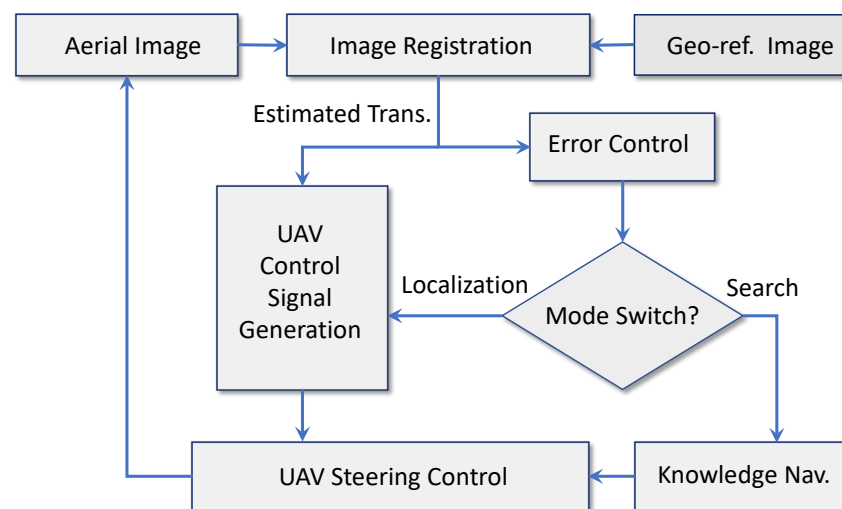 Aerial Image
Image Registration
Geo-ref. Image
Estimated Trans.
Error Control
UAV
Control
Signal
Generation
Localization
Search
Mode Switch?
UAV Steering Control
Knowledge Nav.